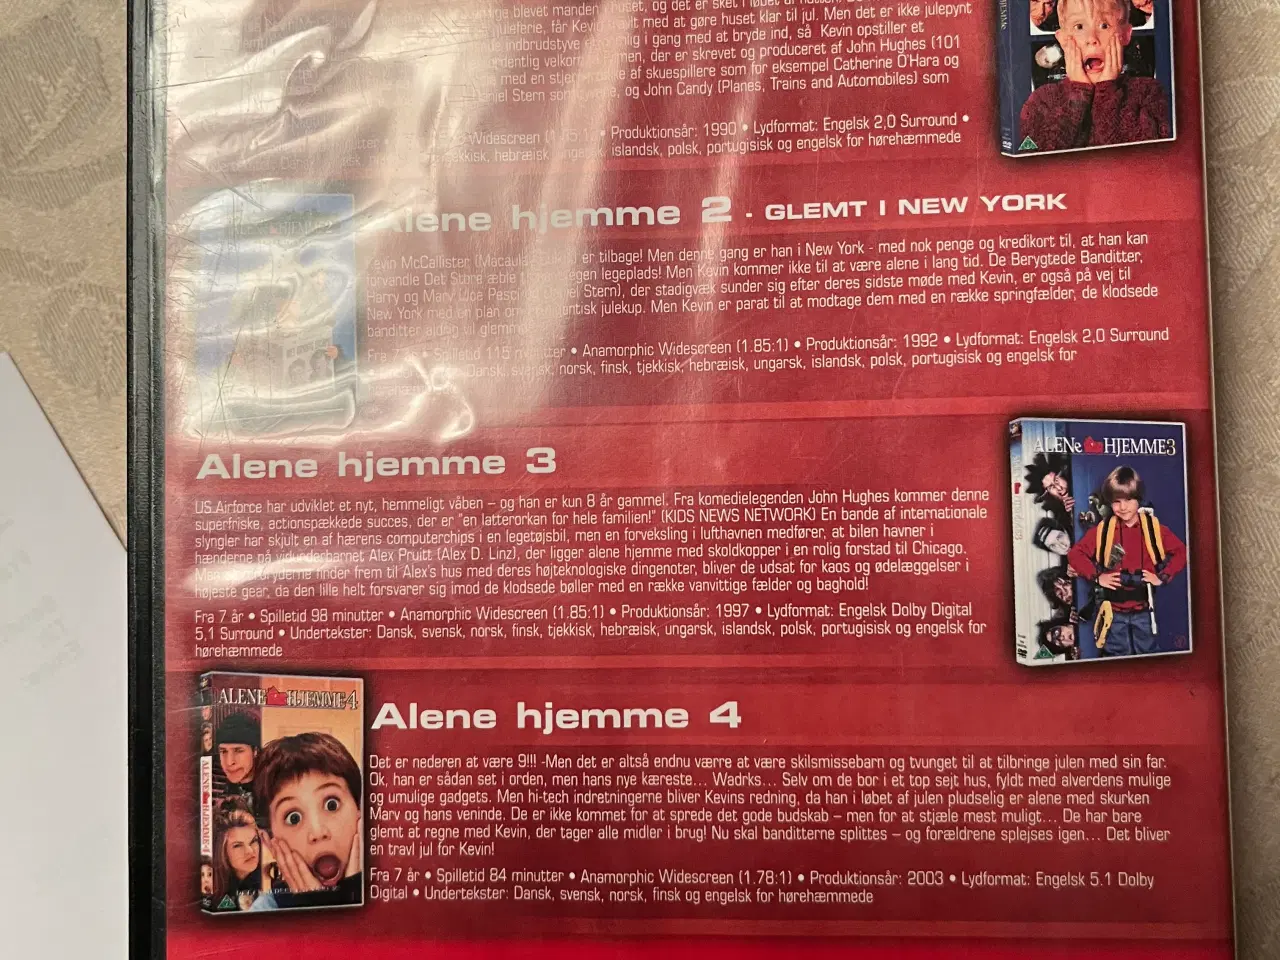 blevet manden i huset, og det er sket i løbet af natten.
juleferie, får Kevin travlt med at gøre huset klar til jul. Men det er ikke julepynt
indbrudstyve er nemlig i gang med at bryde ind, så Kevin opstiller et
men, der er skrevet og produceret af John Hughes (101
med en stjerne af skuespillere som for eksempel Catherine O'Hara og
Daniel Stern som og John Candy (Planes, Trains and Automobiles) som
Widescreen (1.85:1) • Produktionsår: 1990 • Lydformat: Engelsk 2,0 Surround •
tjekkisk, hebræisk, ungarsk, islandsk, polsk, portugisisk og engelsk for hørehæmmede
Alene hjemme 2 - GLEMT I NEW YORK
Kevin McCallister (Macaulay Culkin) er tilbage! Men denne gang er han i New York - med nok penge og kredikort til, at han kan
forvandle Det Store æble til sin egen legeplads! Men Kevin kommer ikke til at være alene i lang tid. De Berygtede Banditter,
Harry og Marv (Joe Pesci og Daniel Stern), der stadigvæk sunder sig efter deres sidste møde med Kevin, er også på vej til
New York med en plan om et gigantisk julekup. Men Kevin er parat til at modtage dem med en række springfælder, de klodsede
banditter aldrig vil glemme
Fra 7 år • Spilletid 115 minutter • Anamorphic Widescreen (1.85:1) • Produktionsår: 1992 • Lydformat: Engelsk 2,0 Surround
• Dansk, svensk, norsk, finsk, tjekkisk, hebræisk, ungarsk, islandsk, polsk, portugisisk og engelsk for
Alene hjemme 3
US Airforce har udviklet et nyt, hemmeligt våben – og han er kun 8 år gammel. Fra komedielegenden John Hughes kommer denne
superfriske, actionspækkede succes, der er "en latterorkan for hele familien!" (KIDS NEWS NETWORK) En bande af internationale
slyngler har skjult en af hærens computerchips i en legetøjsbil, men en forveksling i lufthavnen medfører, at bilen havner i
hænderne på vidunderbarnet Alex Pruitt (Alex D. Linz), der ligger alene hjemme med skoldkopper i en rolig forstad til Chicago.
Men finder frem til Alex's hus med deres højteknologiske dingenoter, bliver de udsat for kaos og ødelæggelser i
højeste gear, da den lille helt forsvarer sig imod de klodsede bøller med en række vanvittige fælder og baghold!
Fra 7 år • Spilletid 98 minutter • Anamorphic Widescreen (1.85:1) • Produktionsår: 1997 • Lydformat: Engelsk Dolby Digital
5,1 Surround • Undertekster: Dansk, svensk, norsk, finsk, tjekkisk, hebræisk, ungarsk, islandsk, polsk, portugisisk og engelsk for
hørehæmmede
ALENE HJEMME3
ALENE HJEMME4
Alene hjemme 4
Det er nederen at være 9!!! -Men det er altså endnu værre at være skilsmissebarn og tvunget til at tilbringe julen med sin far.
Ok, han er sådan set i orden, men hans nye kæreste... Wadrks... Selv om de bor i et top sejt hus, fyldt med alverdens mulige
og umulige gadgets. Men hi-tech indretningerne bliver Kevins redning, da han i løbet af julen pludselig er alene med skurken
Marv og hans veninde. De er ikke kommet for at sprede det gode budskab – men for at stjæle mest muligt... De har bare
glemt at regne med Kevin, der tager alle midler i brug! Nu skal banditterne splittes – og forældrene splejses igen... Det bliver
en travl jul for Kevin!
Fra 7 år • Spilletid 84 minutter • Anamorphic Widescreen (1.78:1) • Produktionsår: 2003 • Lydformat: Engelsk 5.1 Dolby
Digital • Undertekster: Dansk, svensk, norsk, finsk og engelsk for hørehæmmede